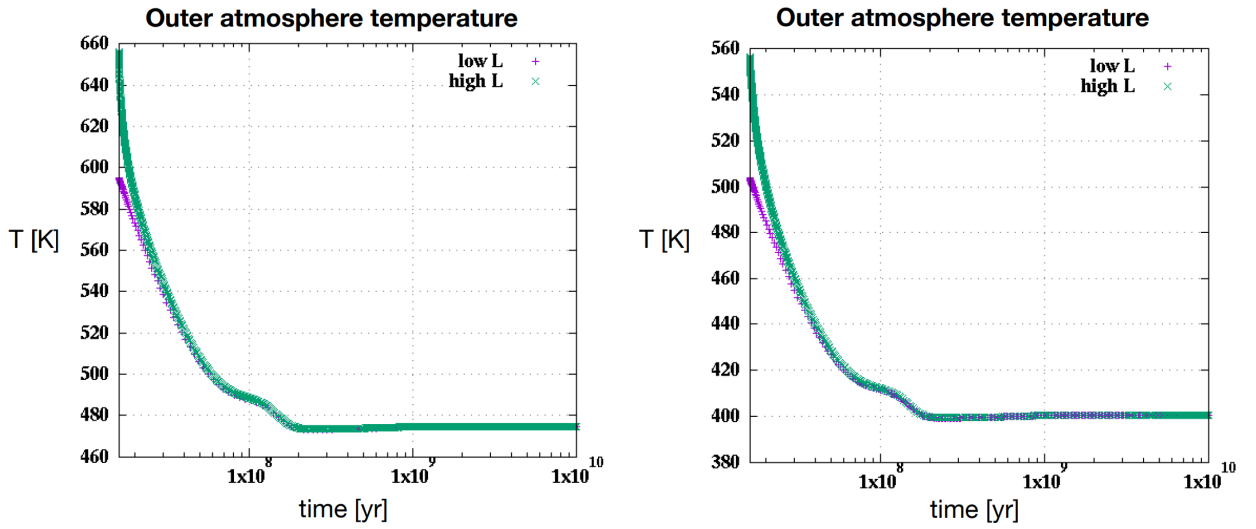 Outer atmosphere temperature
660
640
620
600
580
560
540
520
500
480
460
T [K]
low L
high L
1x10^8
1x10^9
1x10^10
time [yr]
Outer atmosphere temperature
560
540
520
500
480
460
440
420
400
380
T [K]
low L
high L
1x10^8
1x10^9
1x10^10
time [yr]